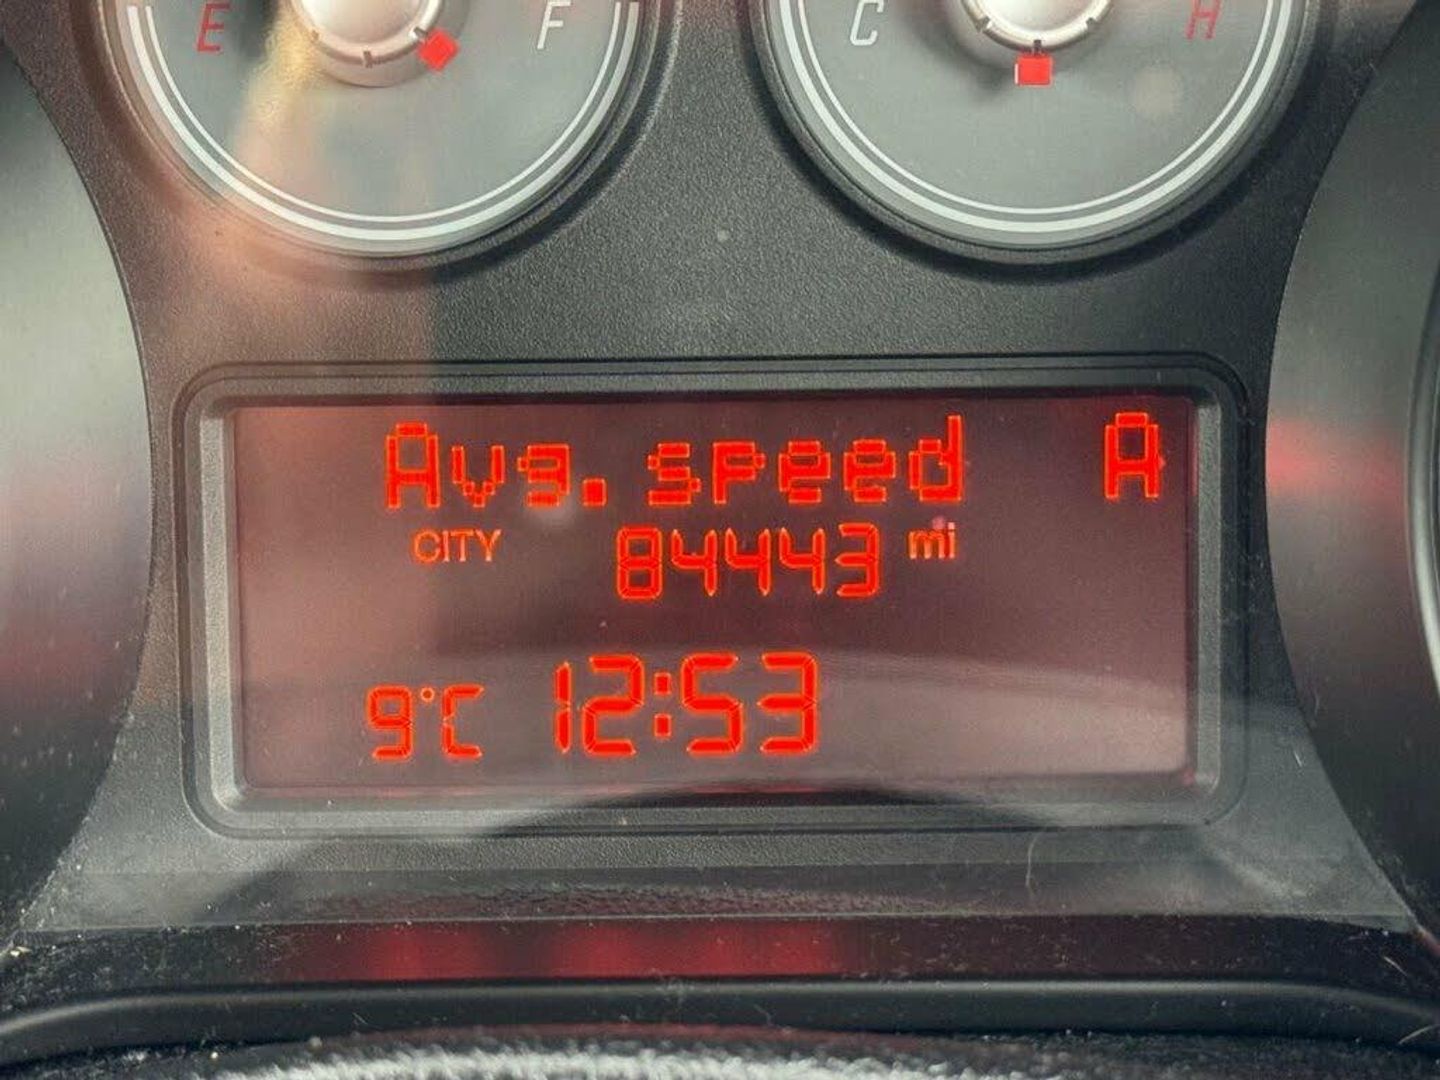 E F C H
Avg. speed A
CITY 84443 mi
9°C 12:53